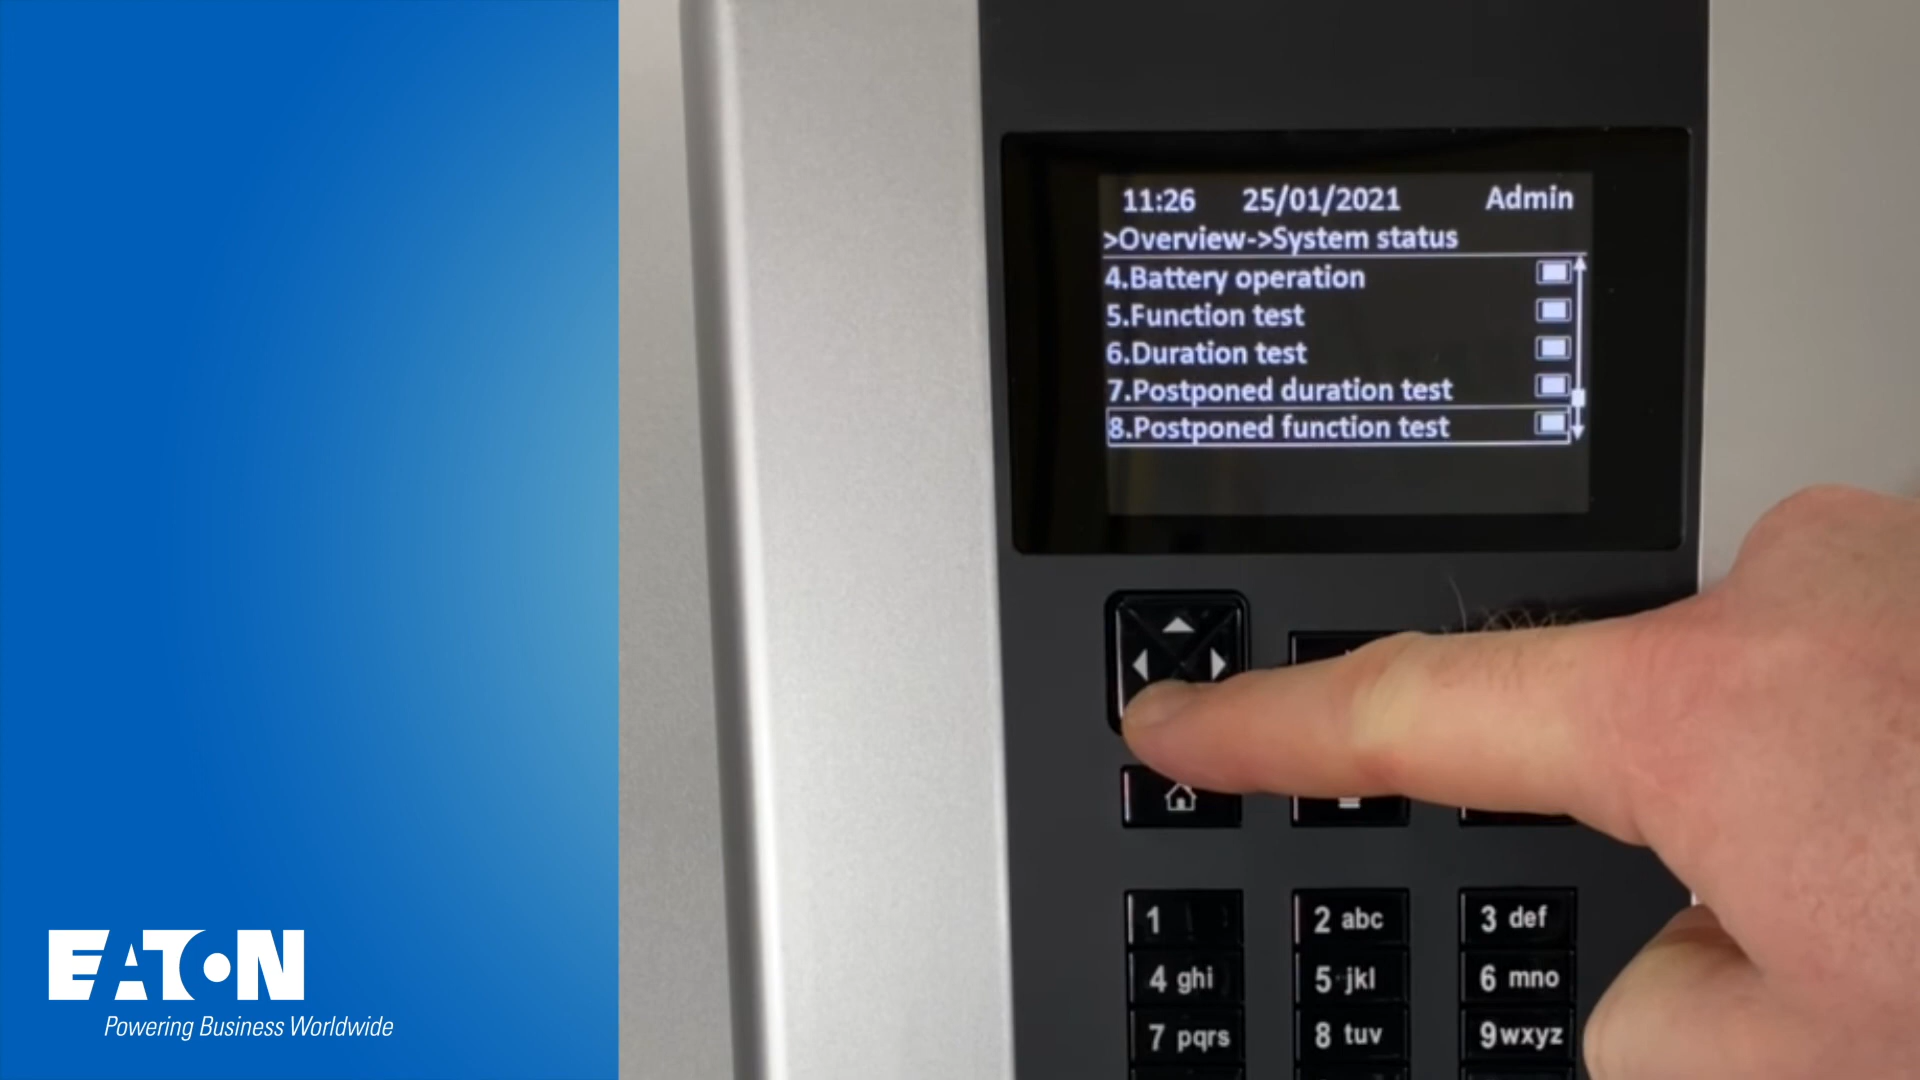 11:26 25/01/2021 Admin
>Overview->System status
4.Battery operation
5.Function test
6.Duration test
7.Postponed duration test
8.Postponed function test
1
2 abc
3 def
4 ghi
5 jkl
6 mno
7 pqrs
8 tuv
9 wxyz
EATON
Powering Business Worldwide